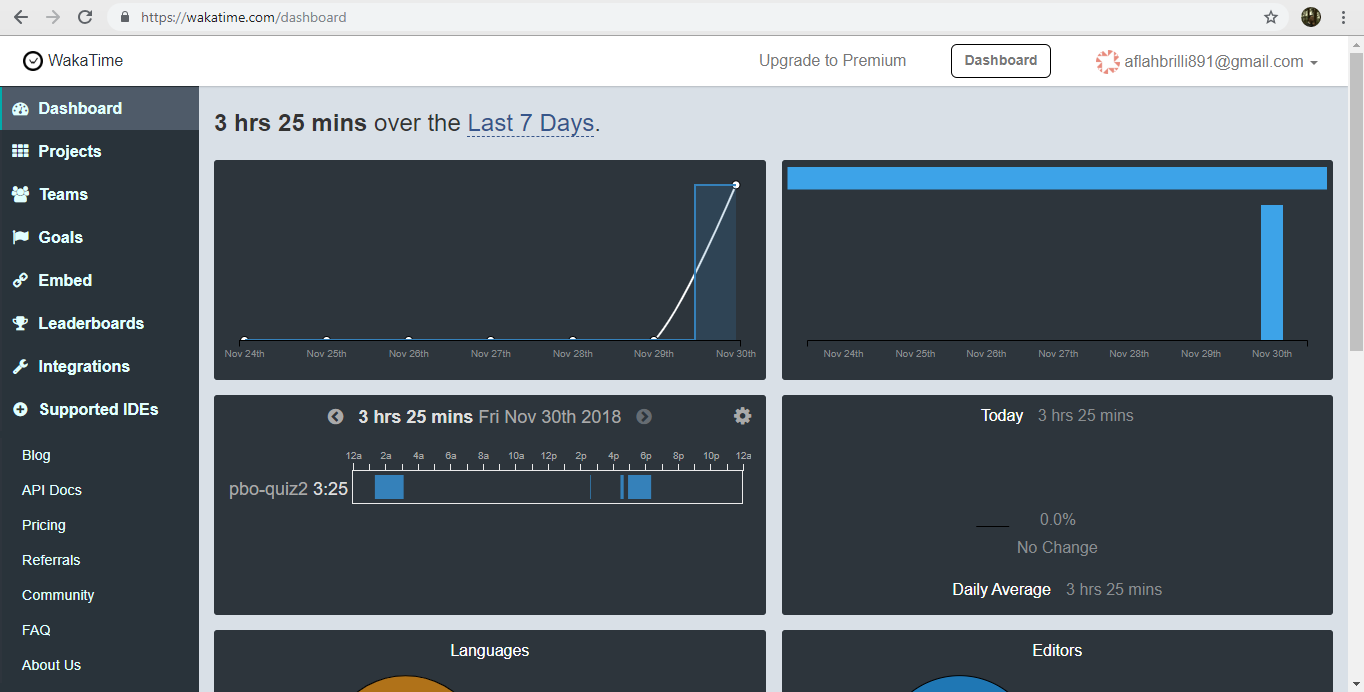 https://wakatime.com/dashboard
WakaTime
Upgrade to Premium
Dashboard
aflahbrilli891@gmail.com
Dashboard
Projects
Teams
Goals
Embed
Leaderboards
Integrations
Supported IDEs
Blog
API Docs
Pricing
Referrals
Community
FAQ
About Us
3 hrs 25 mins over the Last 7 Days.
Nov 24th Nov 25th Nov 26th Nov 27th Nov 28th Nov 29th Nov 30th
Nov 24th Nov 25th Nov 26th Nov 27th Nov 28th Nov 29th Nov 30th
3 hrs 25 mins Fri Nov 30th 2018
12a 2a 4a 6a 8a 10a 12p 2p 4p 6p 8p 10p 12a
pbo-quiz2 3:25
Today 3 hrs 25 mins
0.0%
No Change
Daily Average 3 hrs 25 mins
Languages
Editors